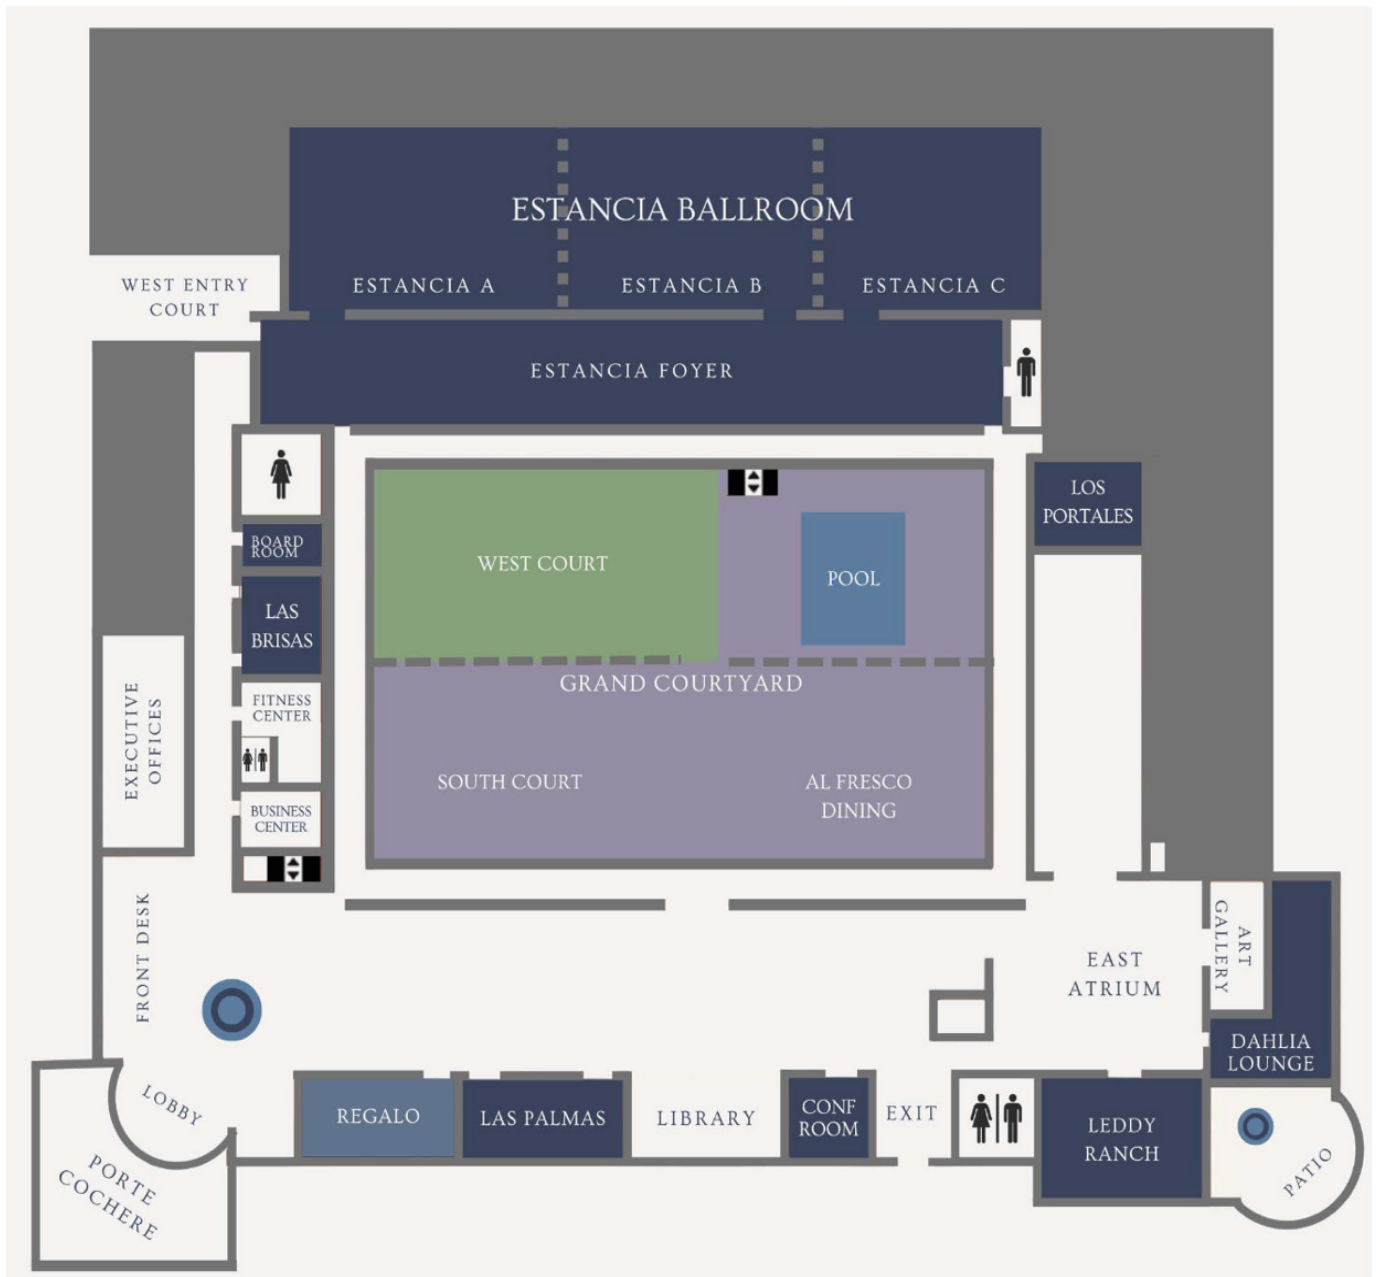 ESTANCIA BALLROOM
WEST ENTRY
COURT
ESTANCIA A
ESTANCIA B
ESTANCIA C
ESTANCIA FOYER
LOS
PORTALES
BOARD
ROOM
WEST COURT
POOL
LAS
BRISAS
GRAND COURTYARD
FITNESS
CENTER
EXECUTIVE
OFFICES
SOUTH COURT
AL FRESCO
DINING
BUSINESS
CENTER
FRONT DESK
EAST
ATRIUM
ART
GALLERY
DAHLIA
LOUNGE
LOBBY
REGALO
LAS PALMAS
LIBRARY
CONF
ROOM
EXIT
LEDDY
RANCH
PATIO
PORTE
COCHERE